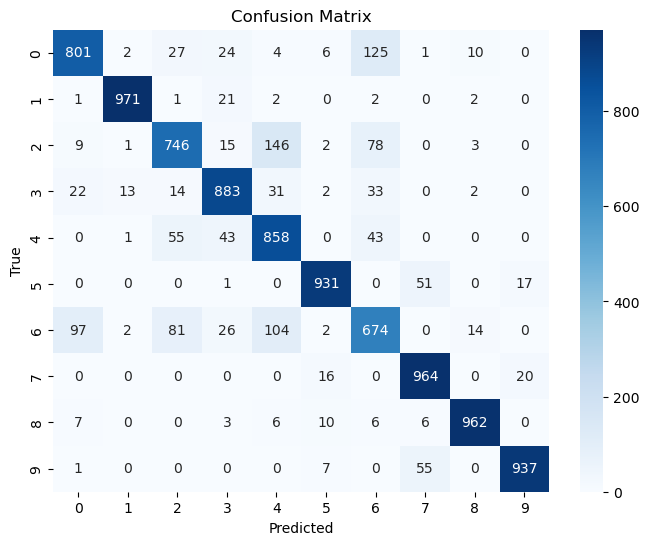 Confusion Matrix
0 801 2 27 24 4 6 125 1 10 0
1 1 971 1 21 2 0 2 0 2 0
2 9 1 746 15 146 2 78 0 3 0
3 22 13 14 883 31 2 33 0 2 0
4 0 1 55 43 858 0 43 0 0 0
5 0 0 0 1 0 931 0 51 0 17
6 97 2 81 26 104 2 674 0 14 0
7 0 0 0 0 0 16 0 964 0 20
8 7 0 0 3 6 10 6 6 962 0
9 1 0 0 0 0 7 0 55 0 937
0 1 2 3 4 5 6 7 8 9
Predicted
True
800
600
400
200
0